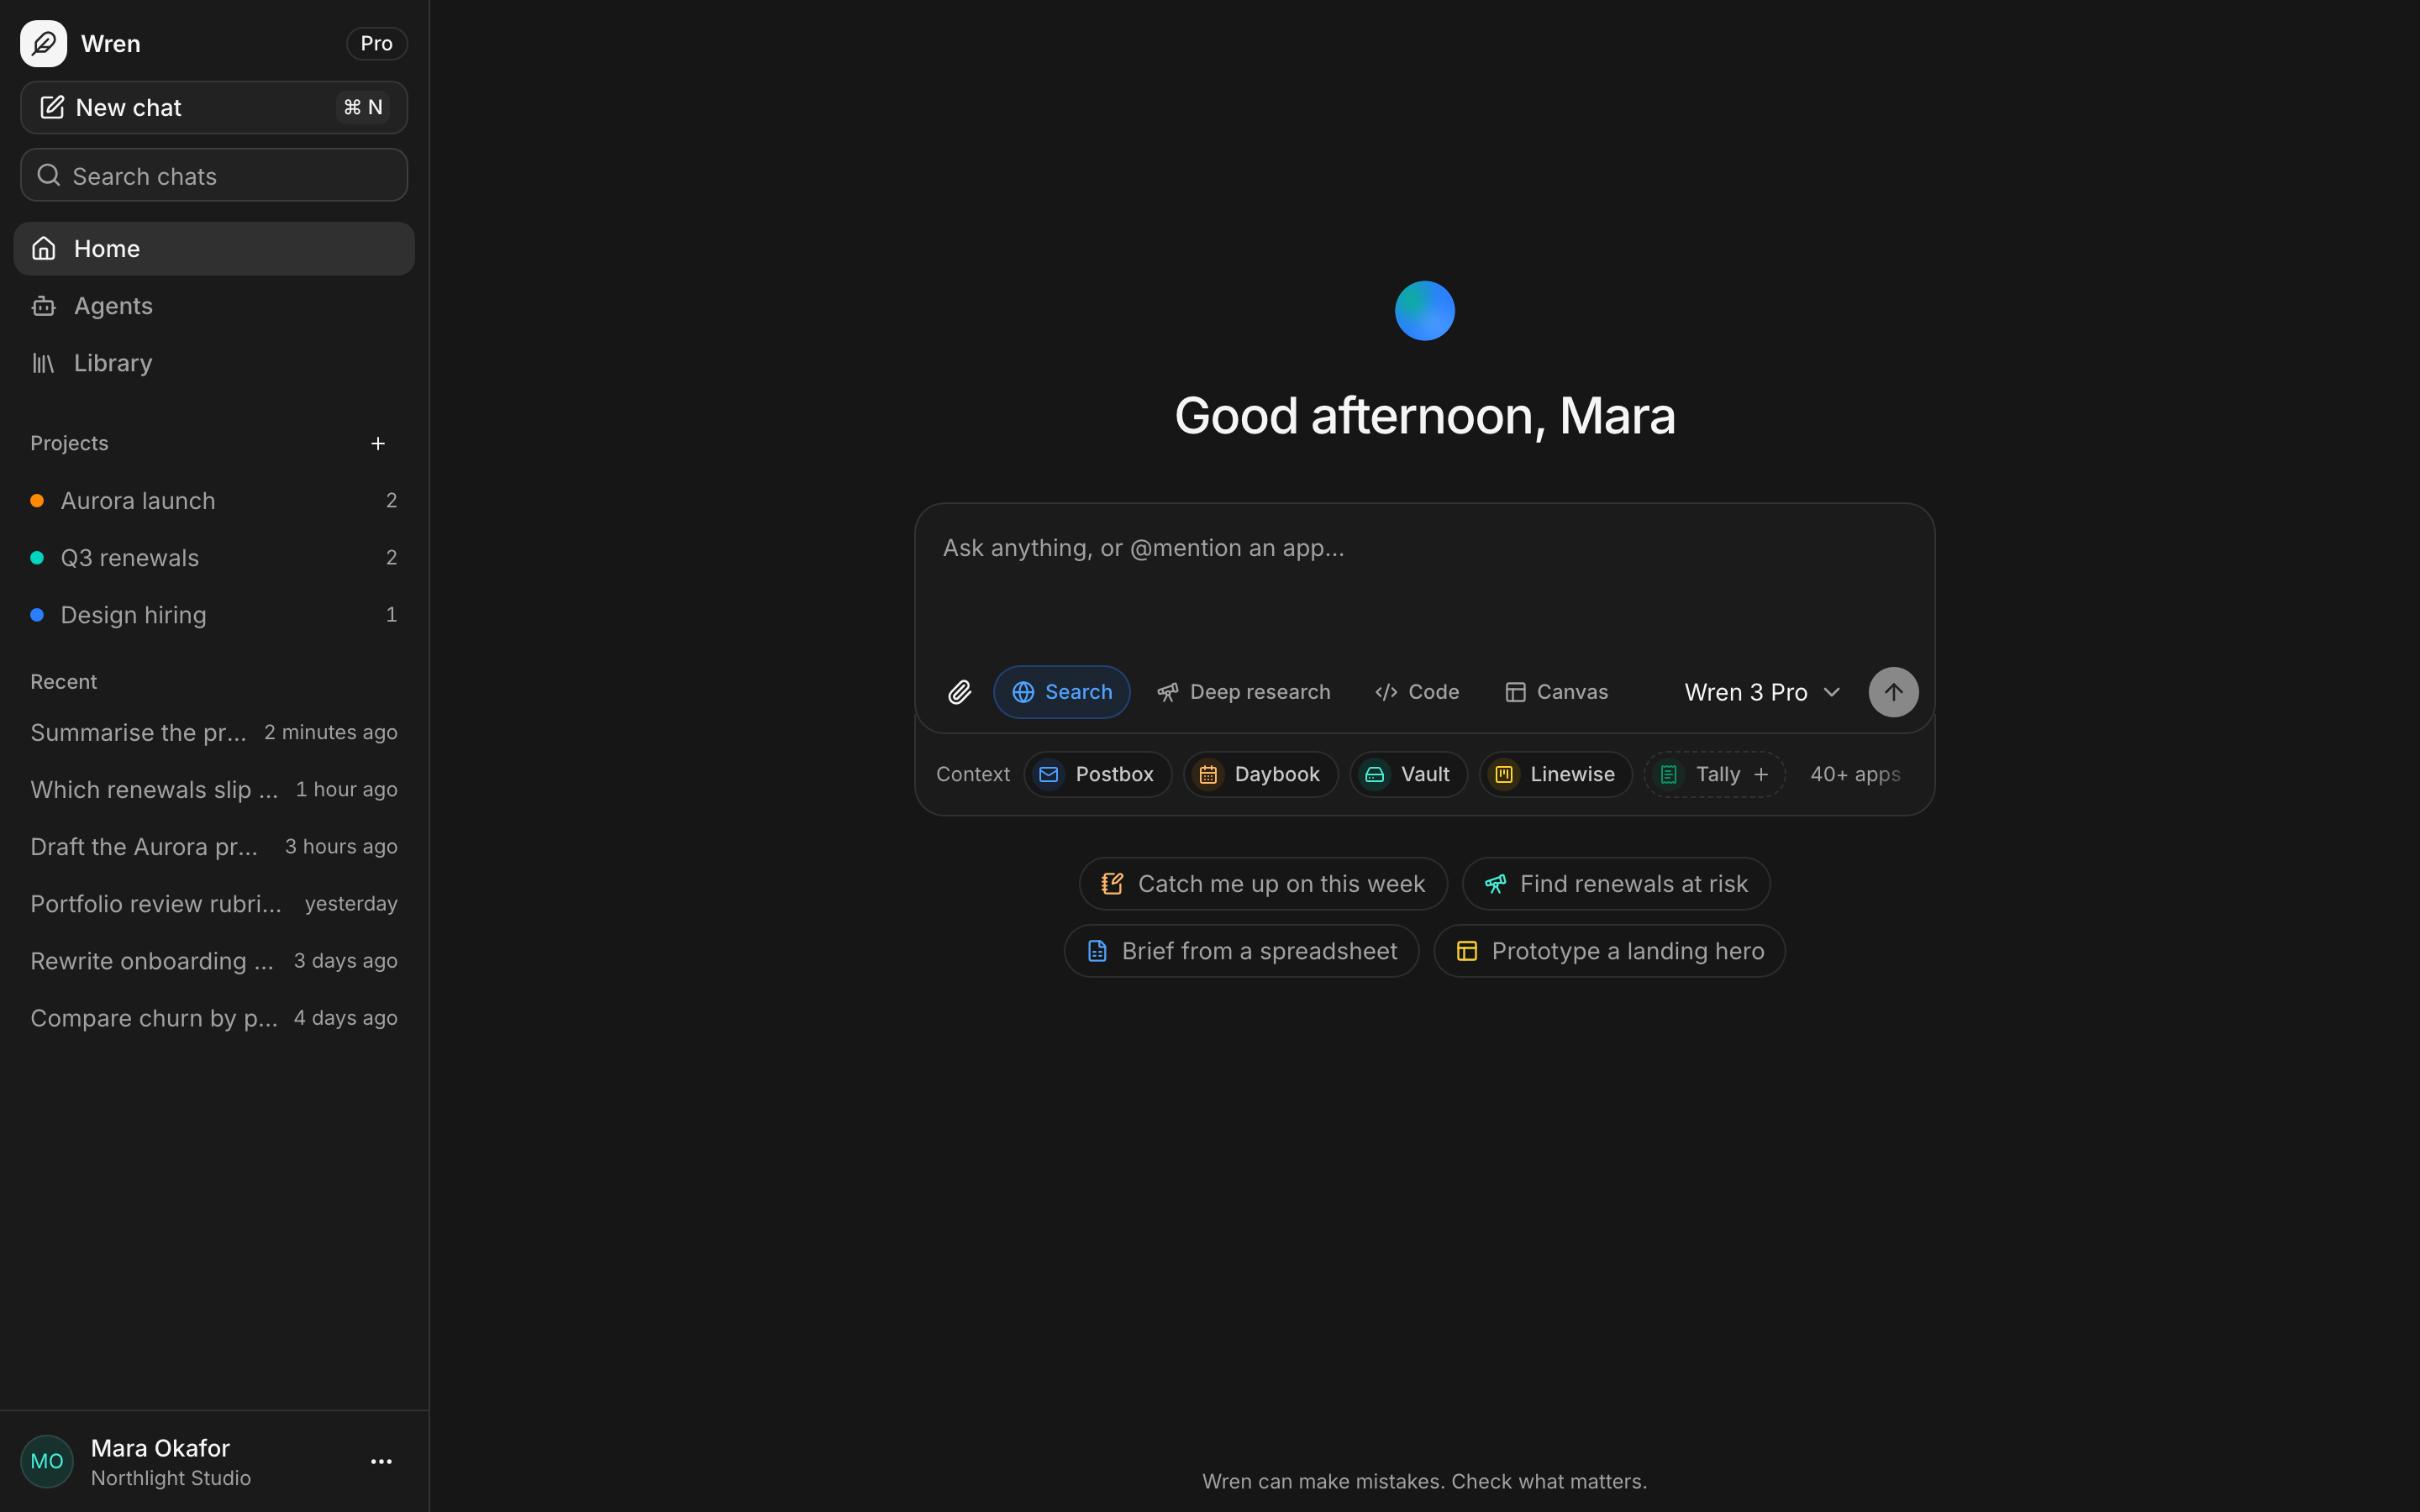 Wren
Pro
New chat
⌘ N
Search chats
Home
Agents
Library
Projects
Aurora launch 2
Q3 renewals 2
Design hiring 1
Recent
Summarise the pr... 2 minutes ago
Which renewals slip ... 1 hour ago
Draft the Aurora pr... 3 hours ago
Portfolio review rubri... yesterday
Rewrite onboarding ... 3 days ago
Compare churn by p... 4 days ago
MO
Mara Okafor
Northlight Studio
Good afternoon, Mara
Ask anything, or @mention an app...
Search Deep research Code Canvas Wren 3 Pro
Context Postbox Daybook Vault Linewise Tally + 40+ apps
Catch me up on this week Find renewals at risk
Brief from a spreadsheet Prototype a landing hero
Wren can make mistakes. Check what matters.